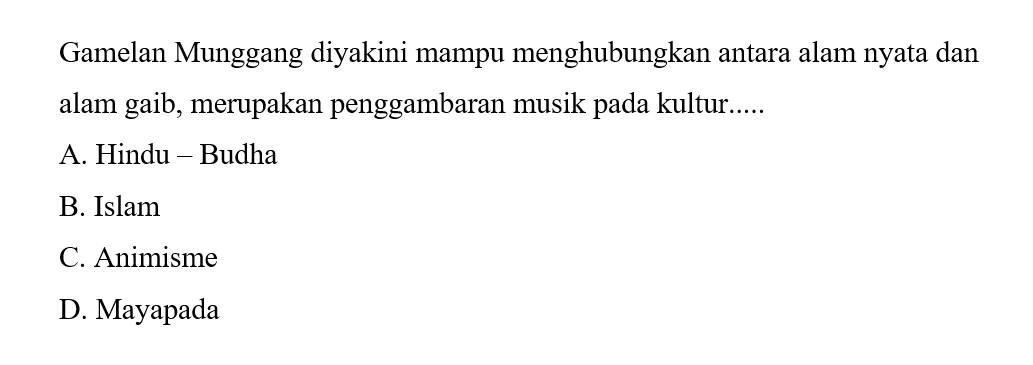 Gamelan Munggang diyakini mampu menghubungkan antara alam nyata dan
alam gaib, merupakan penggambaran musik pada kultur.....
A. Hindu – Budha
B. Islam
C. Animisme
D. Mayapada